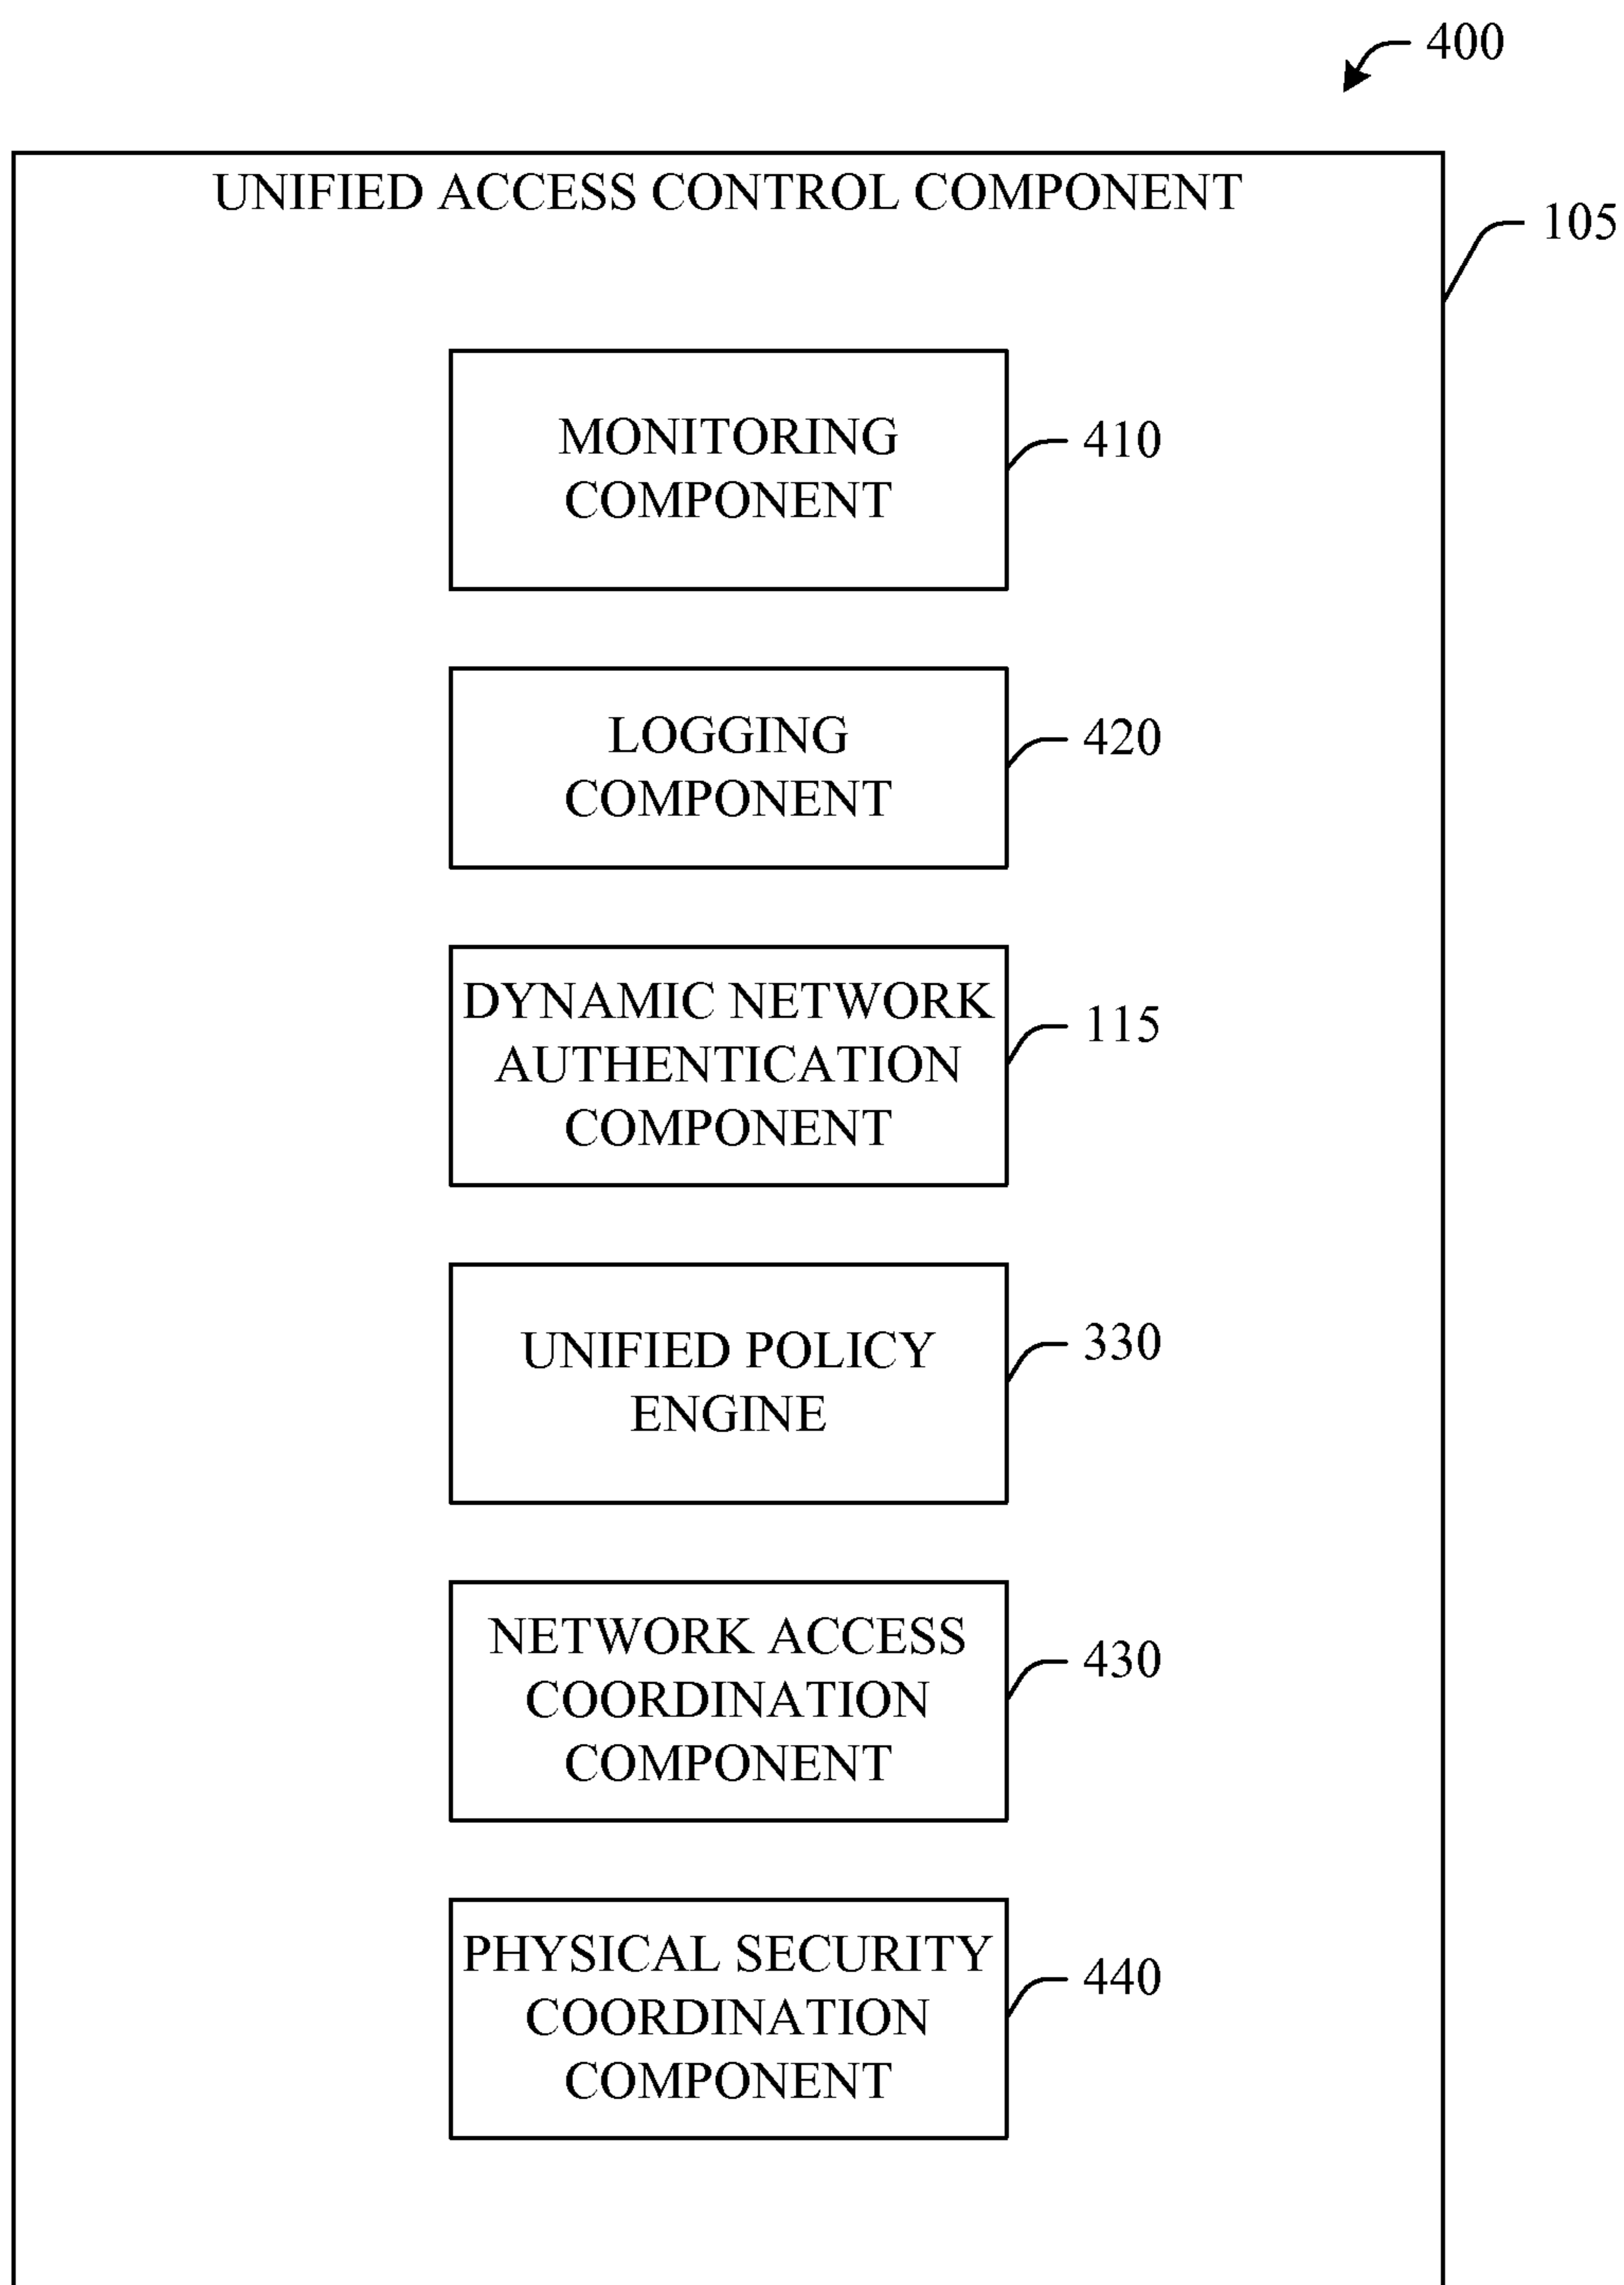 400
UNIFIED ACCESS CONTROL COMPONENT
105
MONITORING
COMPONENT
410
LOGGING
COMPONENT
420
DYNAMIC NETWORK
AUTHENTICATION
COMPONENT
115
UNIFIED POLICY
ENGINE
330
NETWORK ACCESS
COORDINATION
COMPONENT
430
PHYSICAL SECURITY
COORDINATION
COMPONENT
440